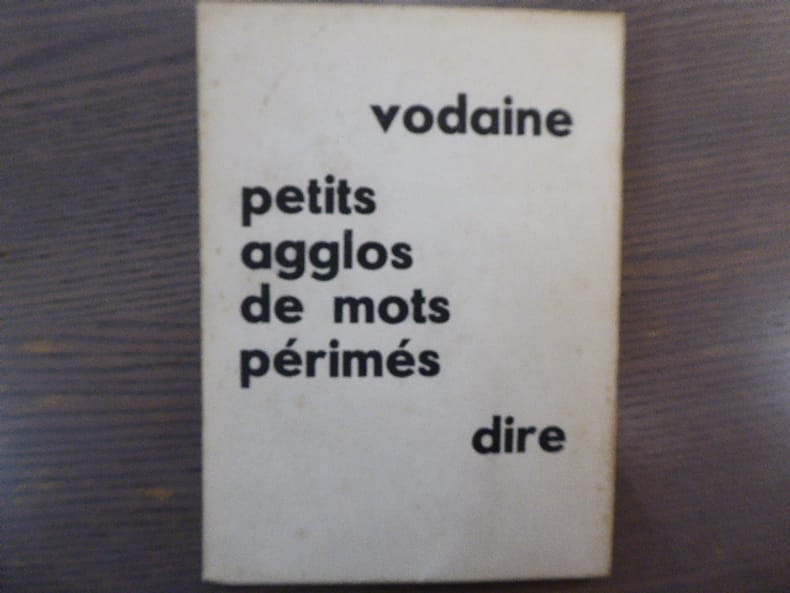 vodaine
petits
agglos
de mots
périmés
dire